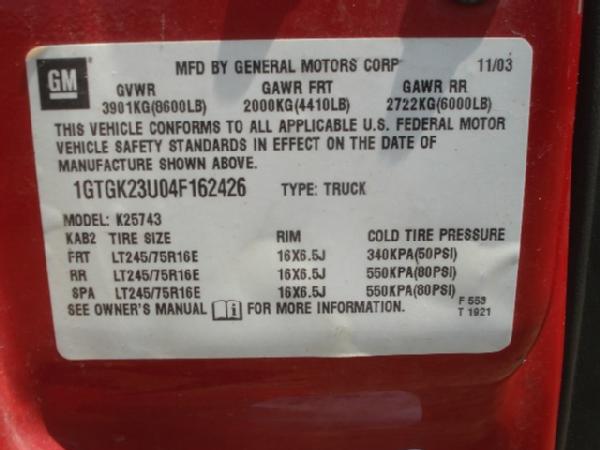 GM
MFD BY GENERAL MOTORS CORP 11/03
GVWR GAWR FRT GAWR RR
3901KG(8600LB) 2000KG(4410LB) 2722KG(6000LB)
THIS VEHICLE CONFORMS TO ALL APPLICABLE U.S. FEDERAL MOTOR
VEHICLE SAFETY STANDARDS IN EFFECT ON THE DATE OF
MANUFACTURE SHOWN ABOVE.
1GTGK23U04F162426 TYPE: TRUCK
MODEL: K25743
KAB2 TIRE SIZE RIM COLD TIRE PRESSURE
FRT LT245/75R16E 16X6.5J 340KPA(50PSI)
RR LT245/75R16E 16X6.5J 550KPA(80PSI)
SPA LT245/75R16E 16X6.5J 550KPA(80PSI)
SEE OWNER'S MANUAL i FOR MORE INFORMATION. F 553
T 1921